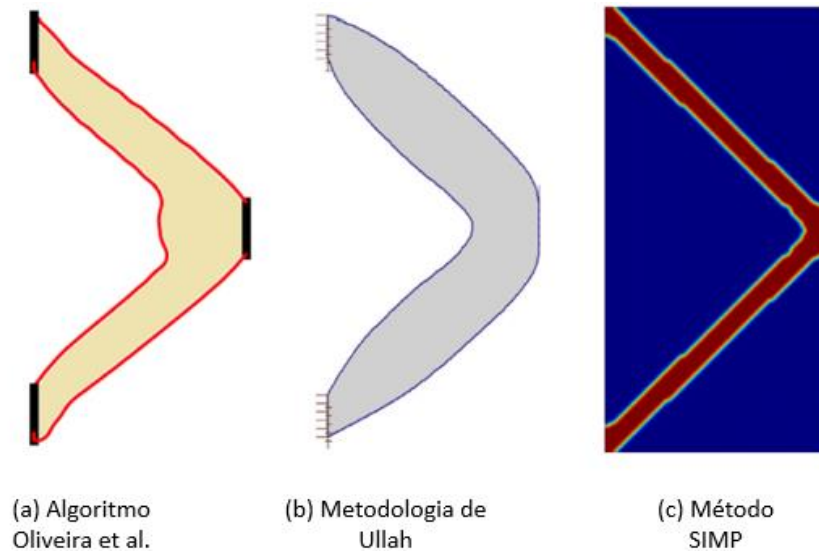 (a) Algoritmo
Oliveira et al.
(b) Metodologia de
Ullah
(c) Método
SIMP